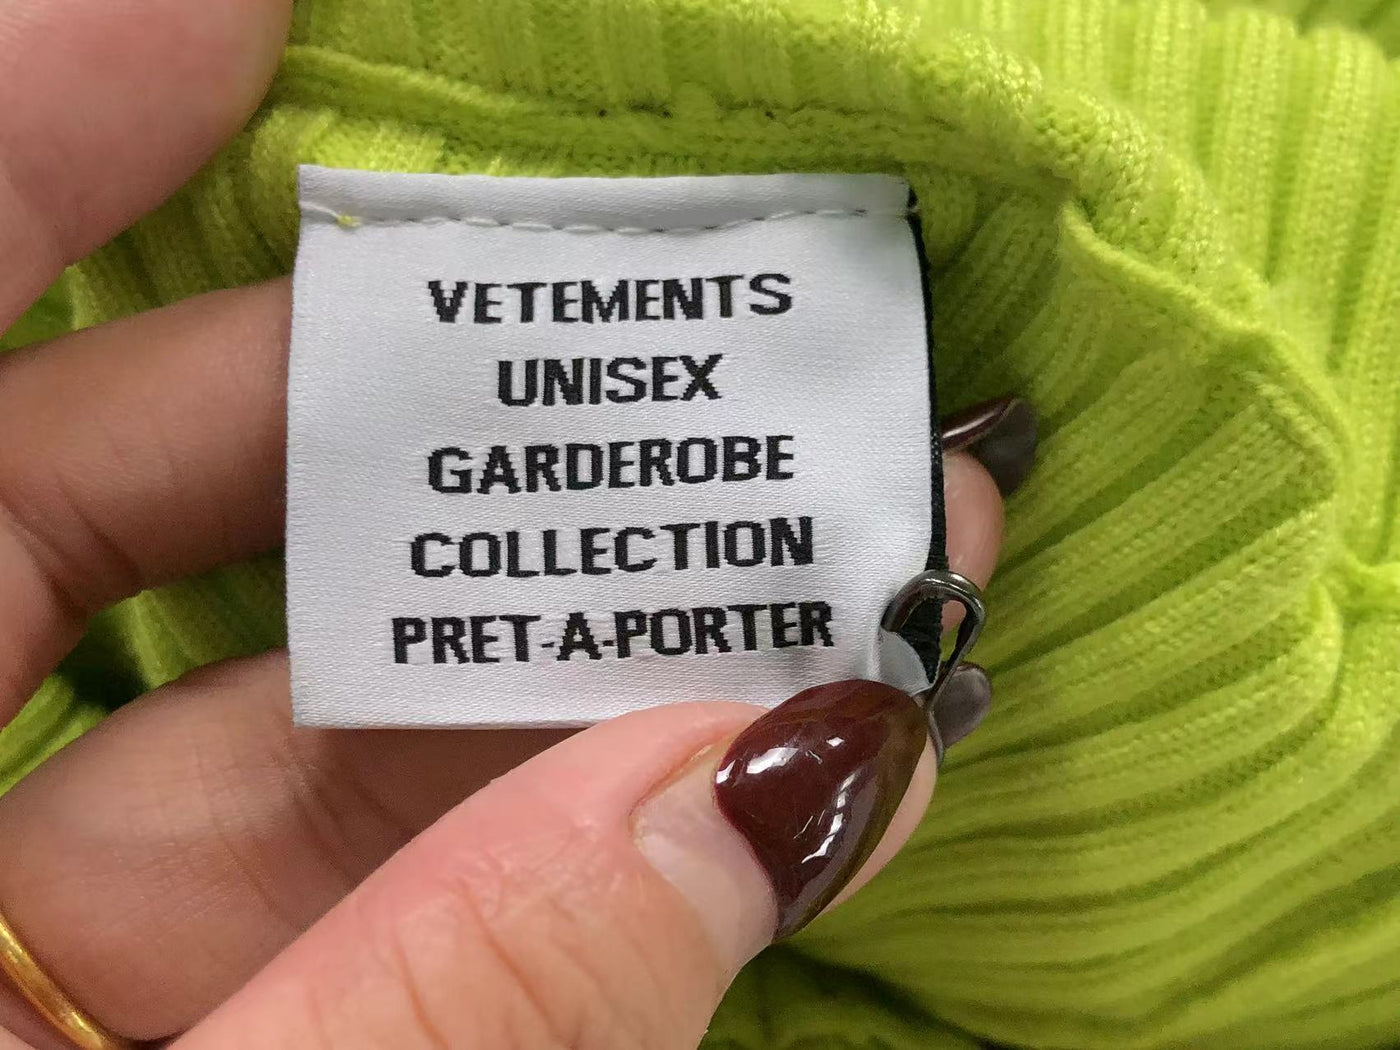 VETEMENTS
UNISEX
GARDEROBE
COLLECTION
PRET-A-PORTER